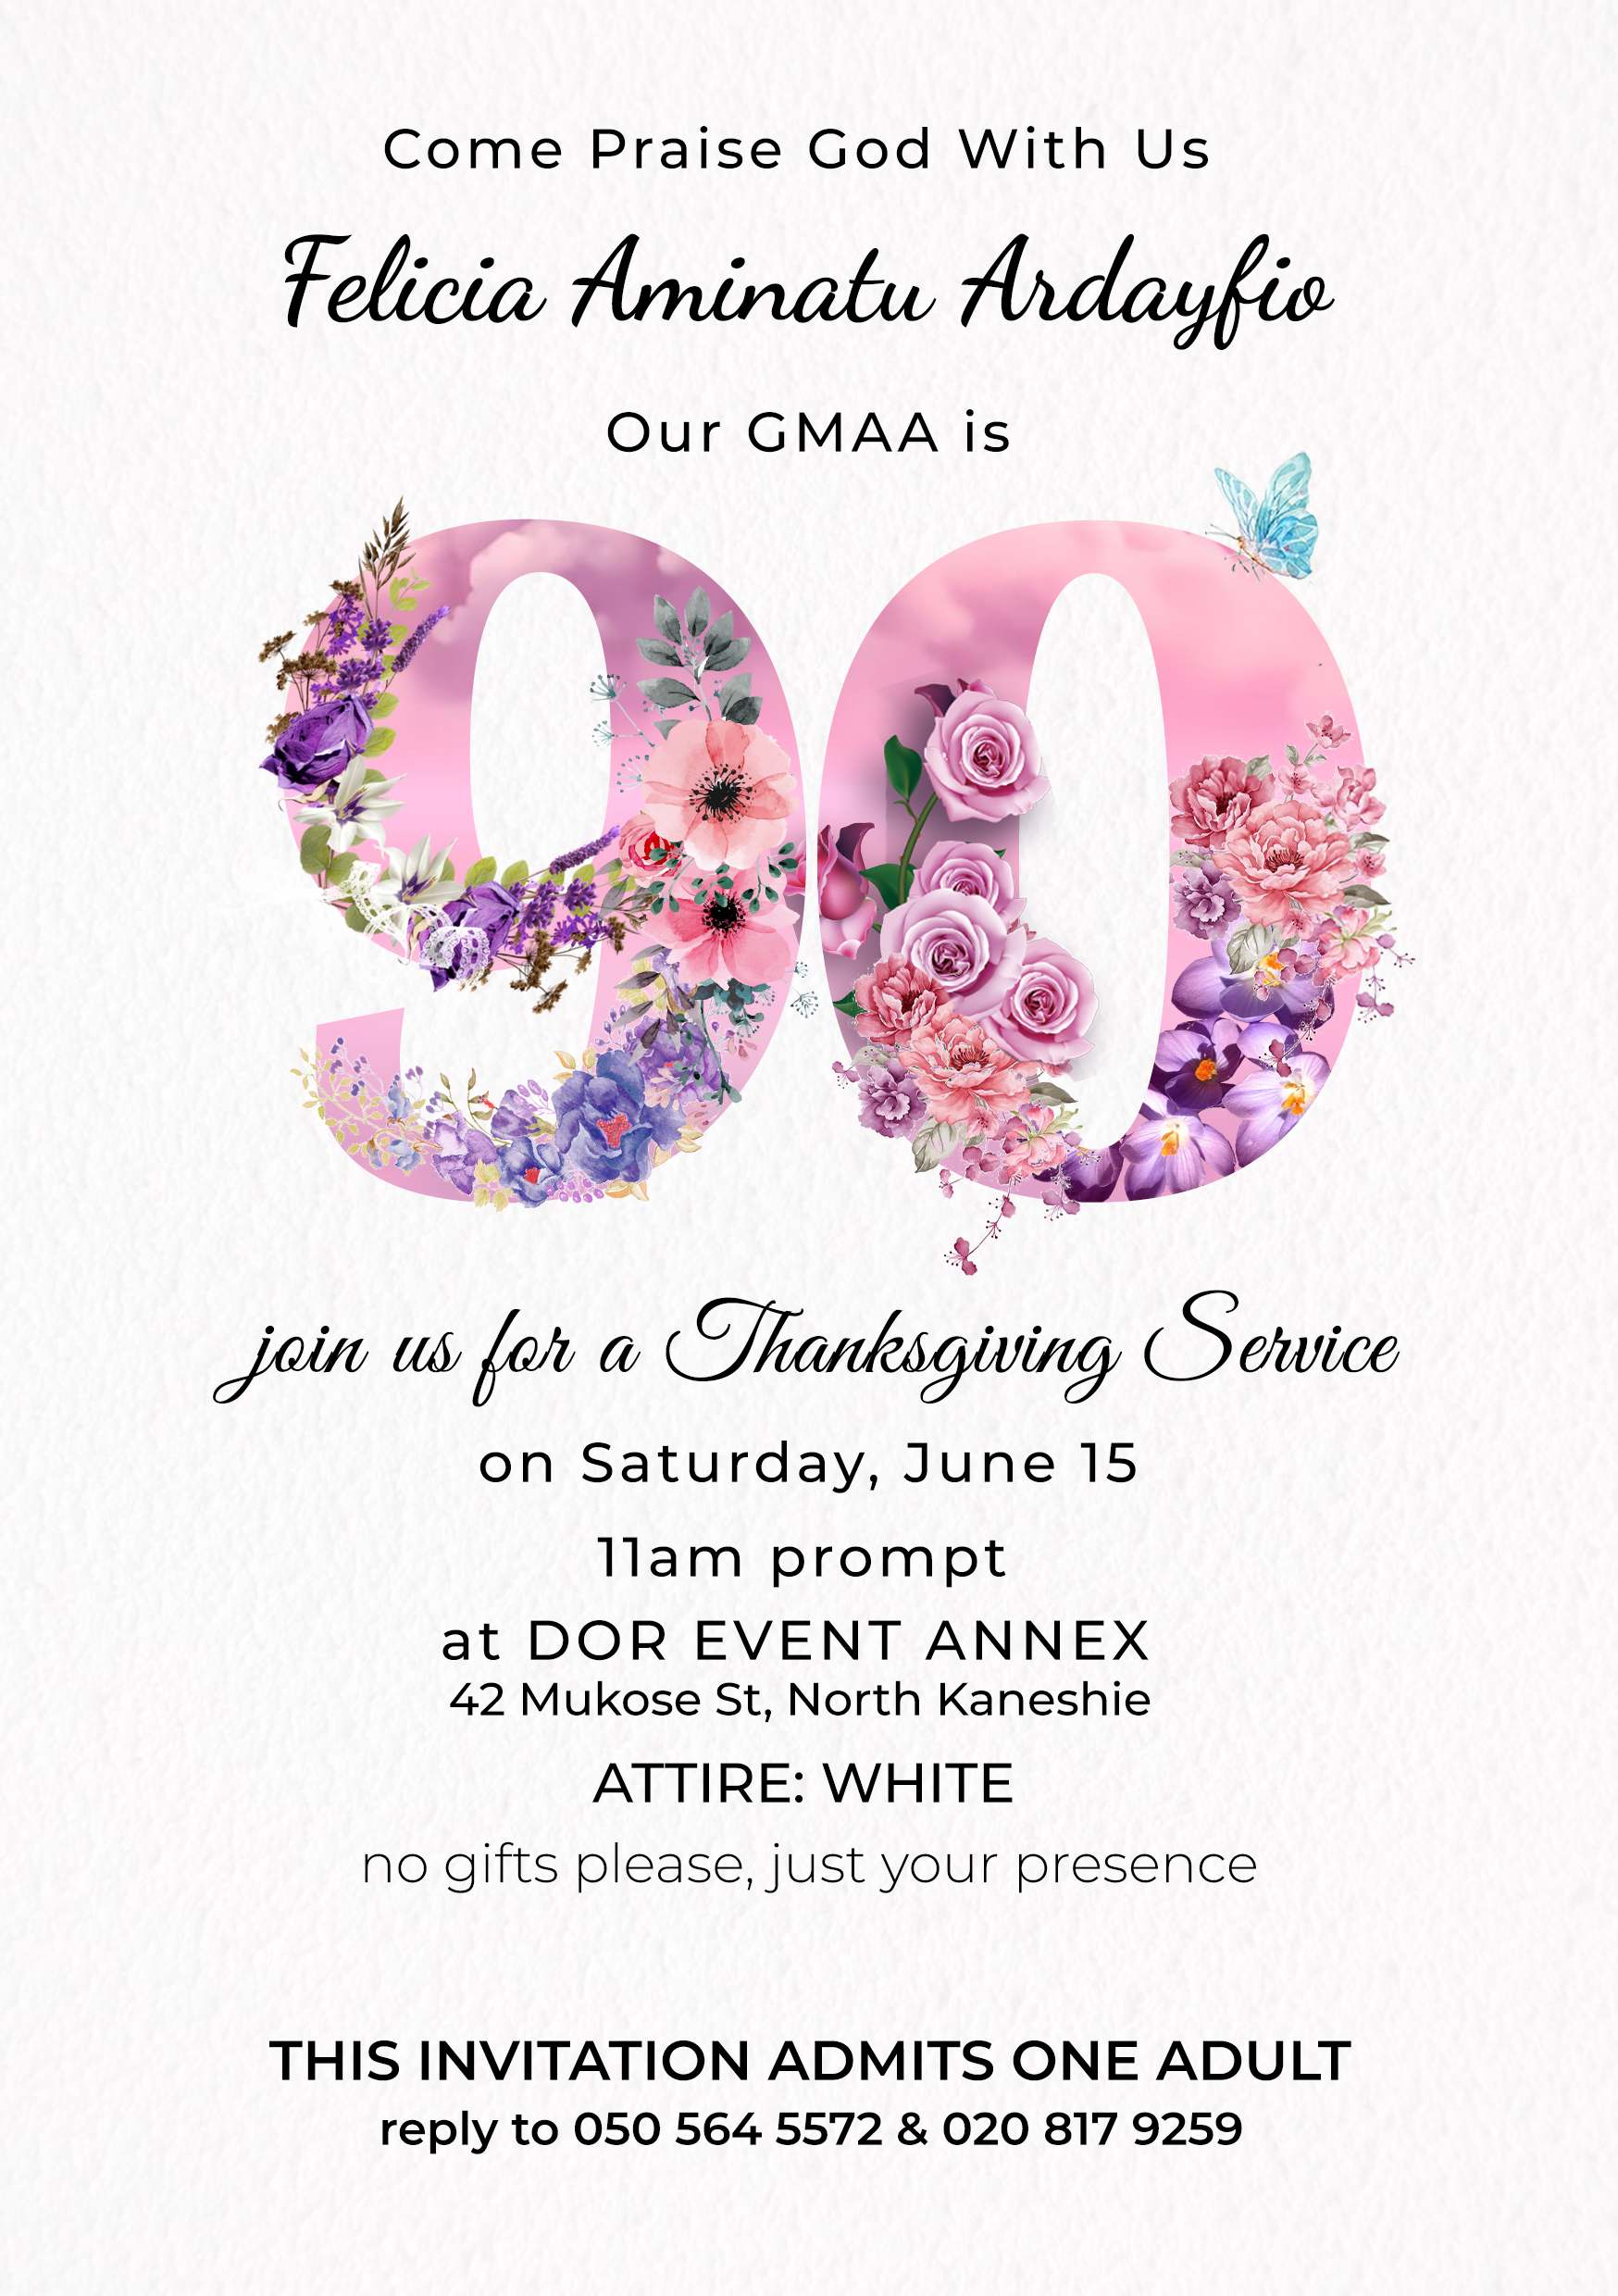 Come Praise God With Us
Felicia Aminatu Ardayfio
Our GMAA is
90
join us for a Thanksgiving Service
on Saturday, June 15
11am prompt
at DOR EVENT ANNEX
42 Mukose St, North Kaneshie
ATTIRE: WHITE
no gifts please, just your presence
THIS INVITATION ADMITS ONE ADULT
reply to 050 564 5572 & 020 817 9259